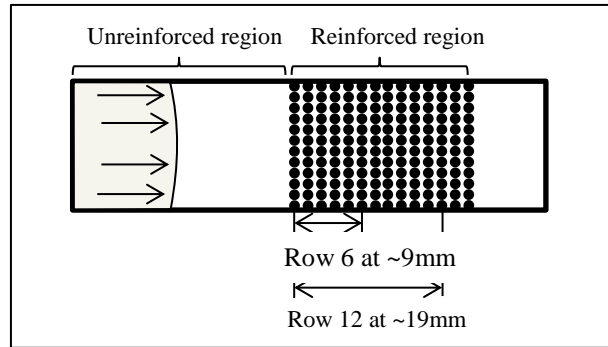 Unreinforced region
Reinforced region
Row 6 at ~9mm
Row 12 at ~19mm